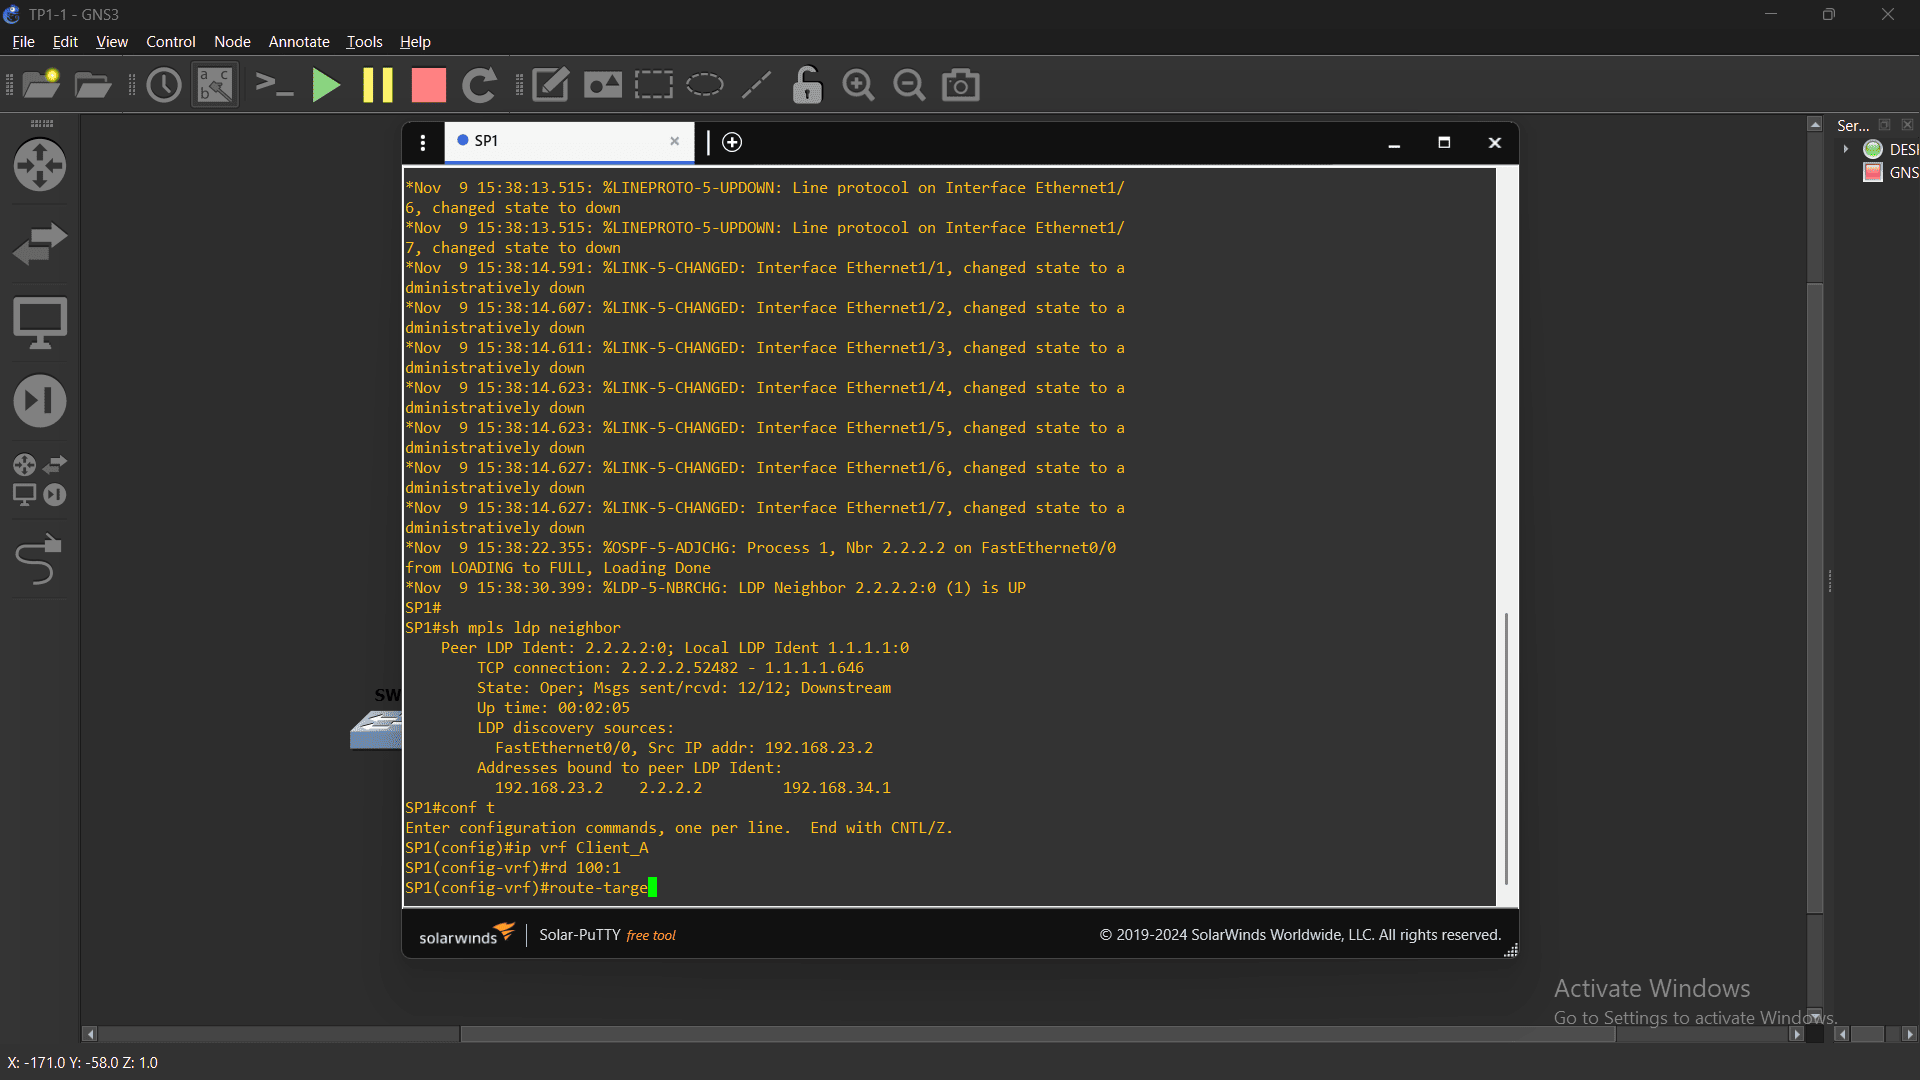 TP1-1 - GNS3
File Edit View Control Node Annotate Tools Help
a c
b
SP1
Ser...
DESI
GNS
*Nov  9 15:38:13.515: %LINEPROTO-5-UPDOWN: Line protocol on Interface Ethernet1/
6, changed state to down
*Nov  9 15:38:13.515: %LINEPROTO-5-UPDOWN: Line protocol on Interface Ethernet1/
7, changed state to down
*Nov  9 15:38:14.591: %LINK-5-CHANGED: Interface Ethernet1/1, changed state to a
dministratively down
*Nov  9 15:38:14.607: %LINK-5-CHANGED: Interface Ethernet1/2, changed state to a
dministratively down
*Nov  9 15:38:14.611: %LINK-5-CHANGED: Interface Ethernet1/3, changed state to a
dministratively down
*Nov  9 15:38:14.623: %LINK-5-CHANGED: Interface Ethernet1/4, changed state to a
dministratively down
*Nov  9 15:38:14.623: %LINK-5-CHANGED: Interface Ethernet1/5, changed state to a
dministratively down
*Nov  9 15:38:14.627: %LINK-5-CHANGED: Interface Ethernet1/6, changed state to a
dministratively down
*Nov  9 15:38:14.627: %LINK-5-CHANGED: Interface Ethernet1/7, changed state to a
dministratively down
*Nov  9 15:38:22.355: %OSPF-5-ADJCHG: Process 1, Nbr 2.2.2.2 on FastEthernet0/0
from LOADING to FULL, Loading Done
*Nov  9 15:38:30.399: %LDP-5-NBRCHG: LDP Neighbor 2.2.2.2:0 (1) is UP
SP1#
SP1#sh mpls ldp neighbor
    Peer LDP Ident: 2.2.2.2:0; Local LDP Ident 1.1.1.1:0
        TCP connection: 2.2.2.2.52482 - 1.1.1.1.646
        State: Oper; Msgs sent/rcvd: 12/12; Downstream
        Up time: 00:02:05
        LDP discovery sources:
          FastEthernet0/0, Src IP addr: 192.168.23.2
        Addresses bound to peer LDP Ident:
          192.168.23.2    2.2.2.2         192.168.34.1
SP1#conf t
Enter configuration commands, one per line.  End with CNTL/Z.
SP1(config)#ip vrf Client_A
SP1(config-vrf)#rd 100:1
SP1(config-vrf)#route-targe
SW
solarwinds Solar-PuTTY free tool © 2019-2024 SolarWinds Worldwide, LLC. All rights reserved.
Activate Windows
Go to Settings to activate Windows.
X: -171.0 Y: -58.0 Z: 1.0